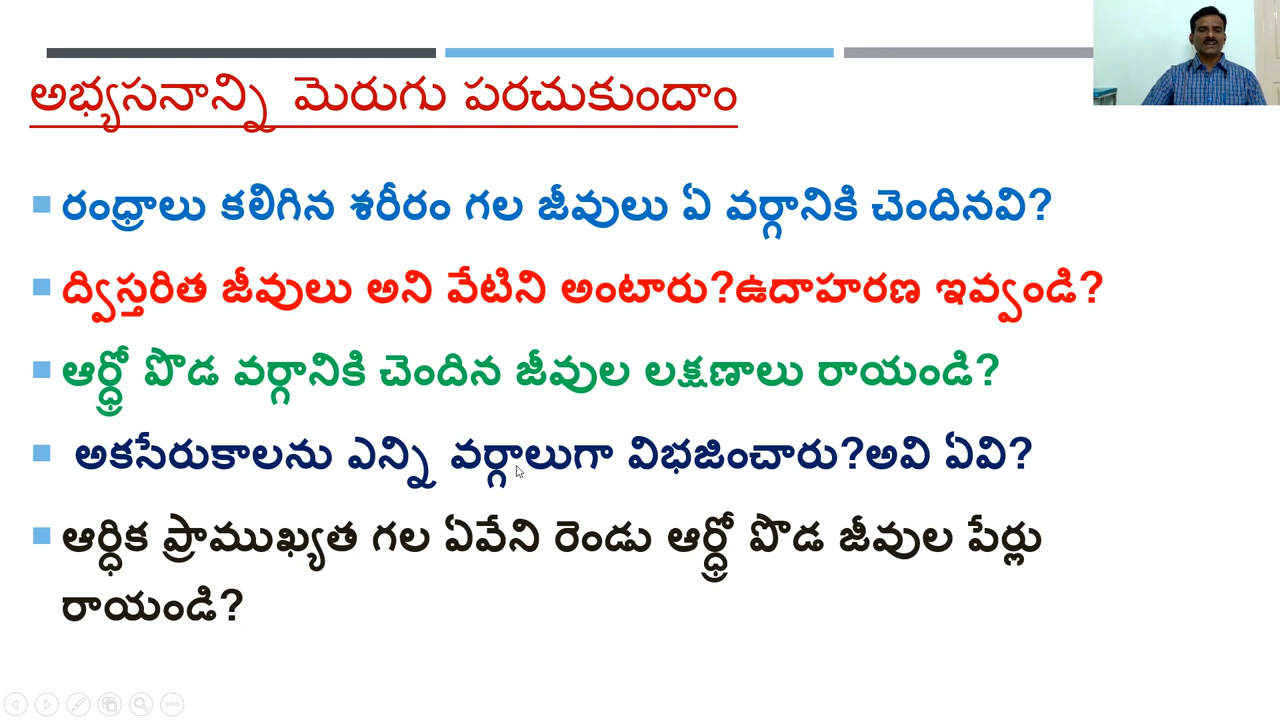 అభ్యసనాన్ని మెరుగు పరచుకుందాం
రంధ్రాలు కలిగిన శరీరం గల జీవులు ఏ వర్గానికి చెందినవి?
ద్విస్తరిత జీవులు అని వేటిని అంటారు?ఉదాహరణ ఇవ్వండి?
ఆర్థ్రో పొడ వర్గానికి చెందిన జీవుల లక్షణాలు రాయండి?
అకసేరుకాలను ఎన్ని వర్గాలుగా విభజించారు?అవి ఏవి?
ఆర్ధిక ప్రాముఖ్యత గల ఏవేని రెండు ఆర్థ్రో పొడ జీవుల పేర్లు
రాయండి?